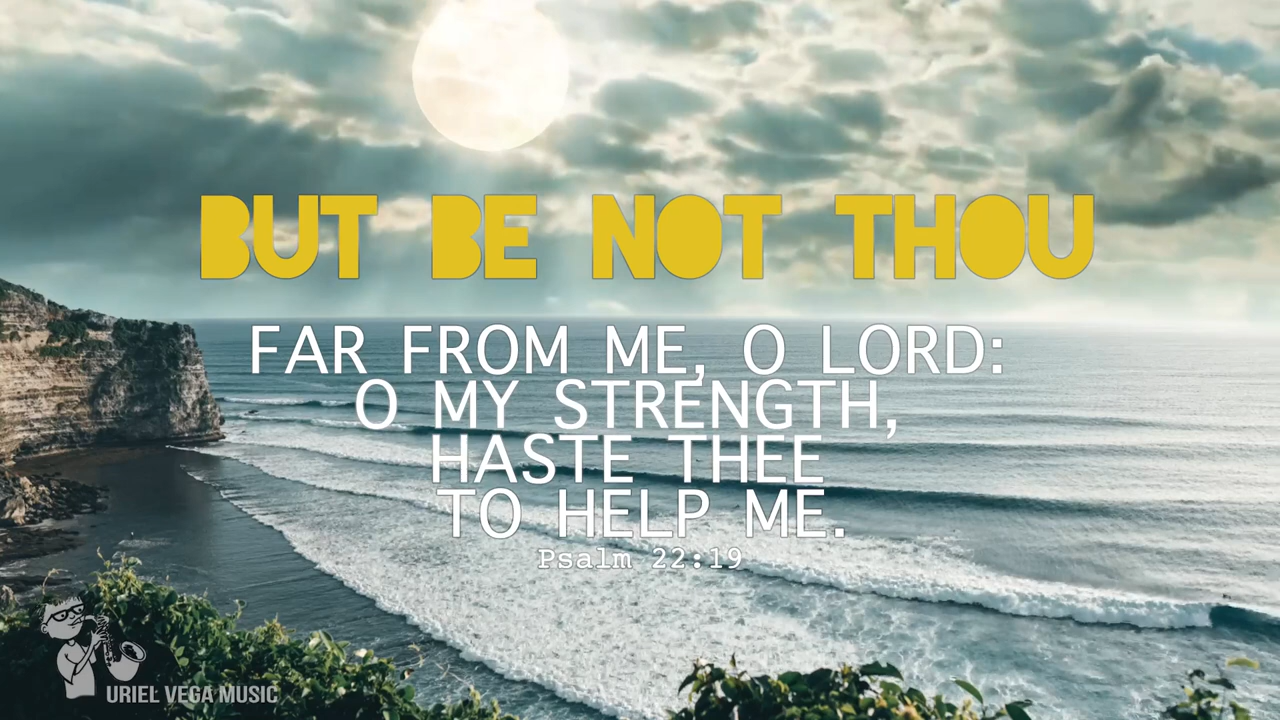 BUT BE NOT THOU
FAR FROM ME, O LORD:
O MY STRENGTH,
HASTE THEE
TO HELP ME.
Psalm 22:19
URIEL VEGA MUSIC